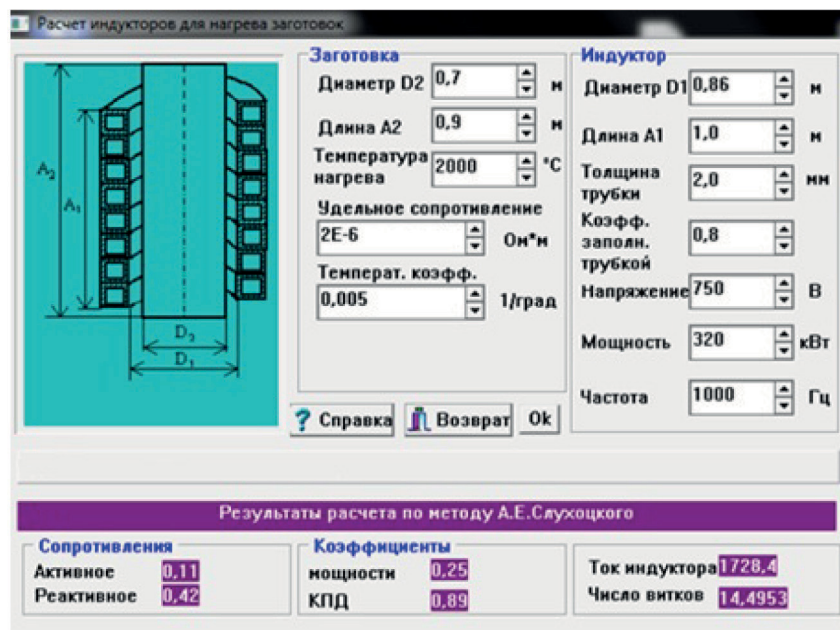 Расчет индукторов для нагрева заготовок
A₂
A₁
D₂
D₁
Заготовка
Диаметр D2 0,7 м
Длина A2 0,9 м
Температура
нагрева 2000 °С
Удельное сопротивление
2E-6 Ом*м
Температ. коэфф.
0,005 1/град
Индуктор
Диаметр D1 0,86 м
Длина A1 1,0 м
Толщина
трубки 2,0 мм
Коэфф.
заполн. 0,8
трубкой
Напряжение 750 В
Мощность 320 кВт
Частота 1000 Гц
? Справка Возврат Ok
Результаты расчета по методу А.Е.Слухоцкого
Сопротивления
Активное 0,11
Реактивное 0,42
Коэффициенты
мощности 0,25
КПД 0,89
Ток индуктора 1728,4
Число витков 14,4953